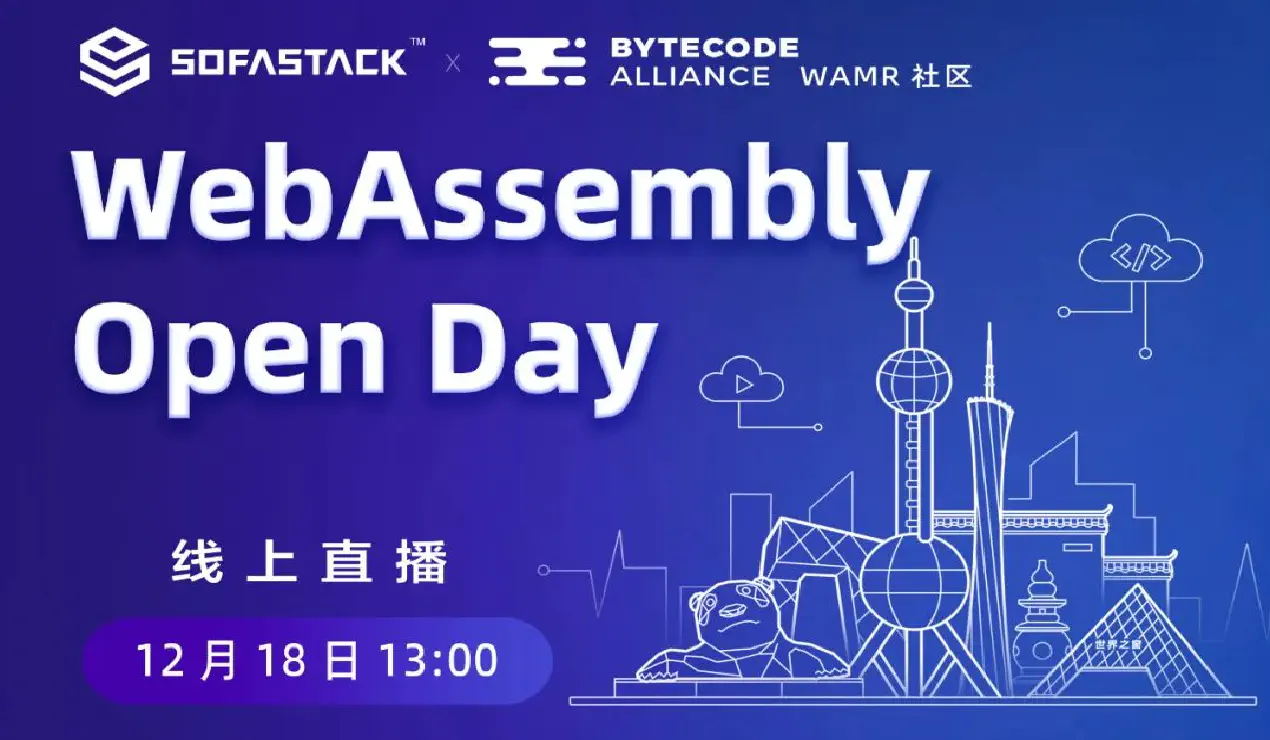 SOFASTACK™ x BYTECODE ALLIANCE WAMR 社区
WebAssembly
Open Day
</>
世界之窗
线上直播
12 月 18 日 13:00